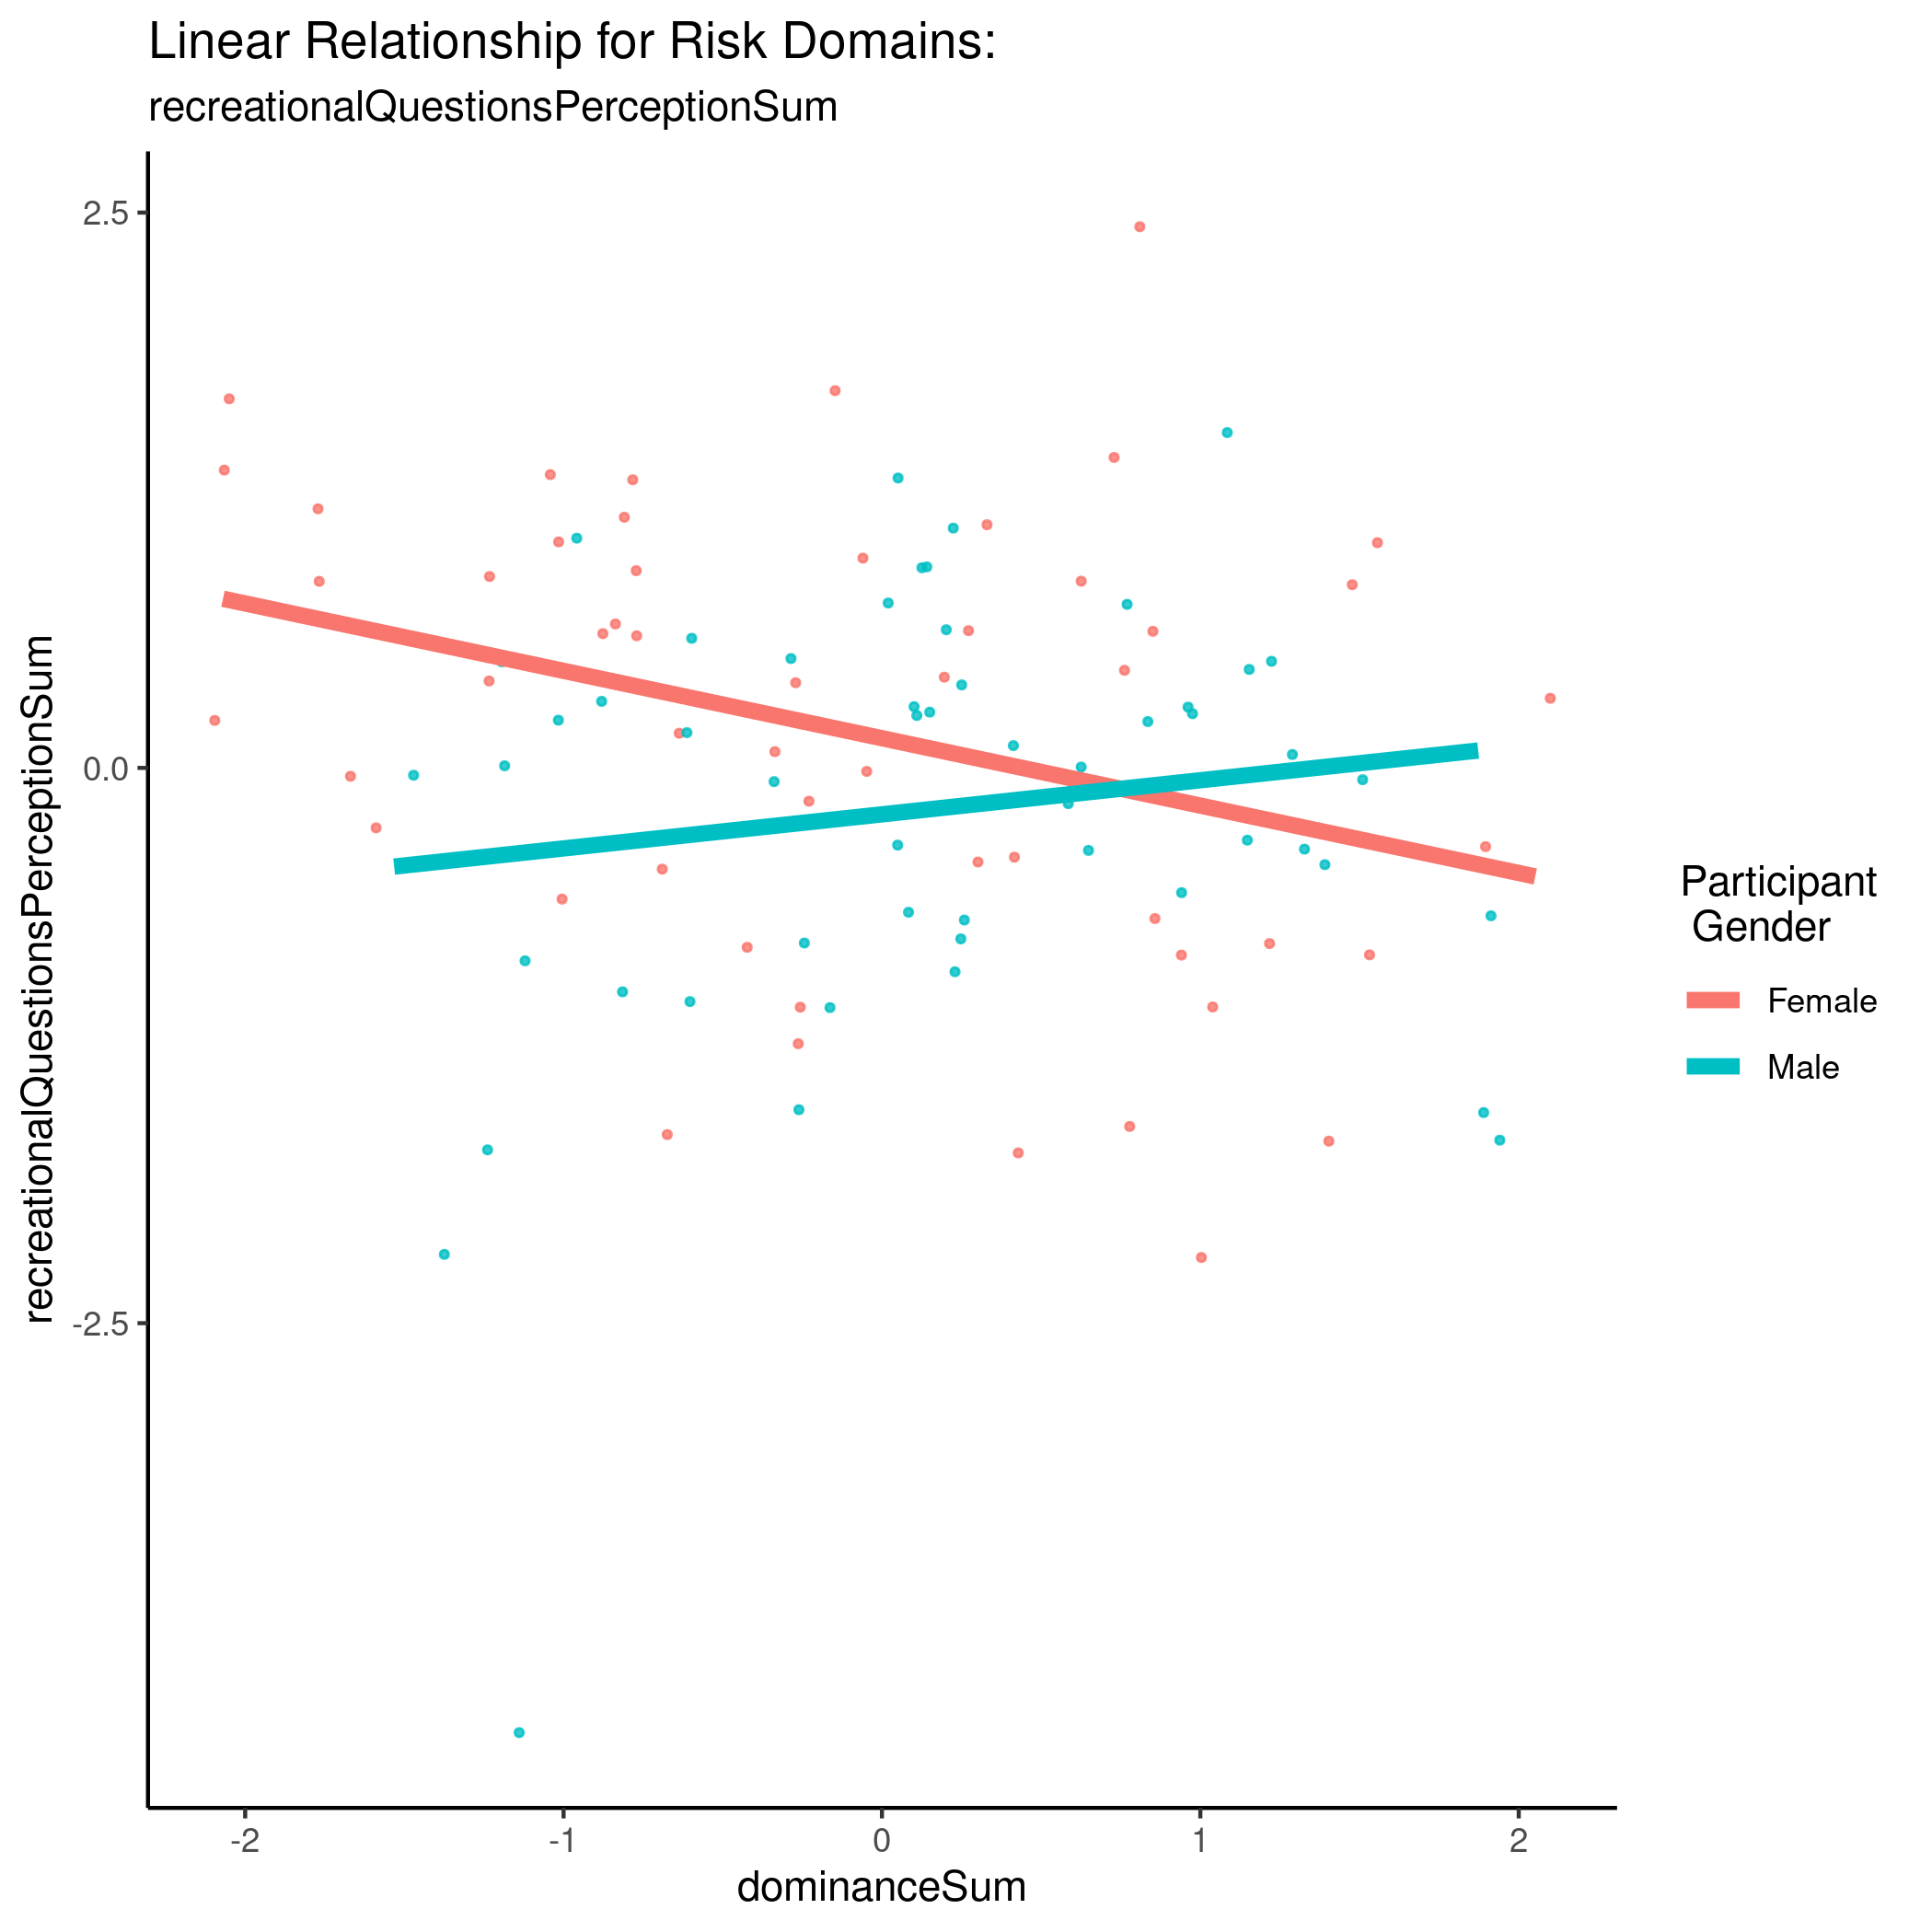 Linear Relationship for Risk Domains:
recreationalQuestionsPerceptionSum
recreationalQuestionsPerceptionSum
2.5
0.0
-2.5
-2
-1
0
1
2
dominanceSum
Participant
Gender
Female
Male